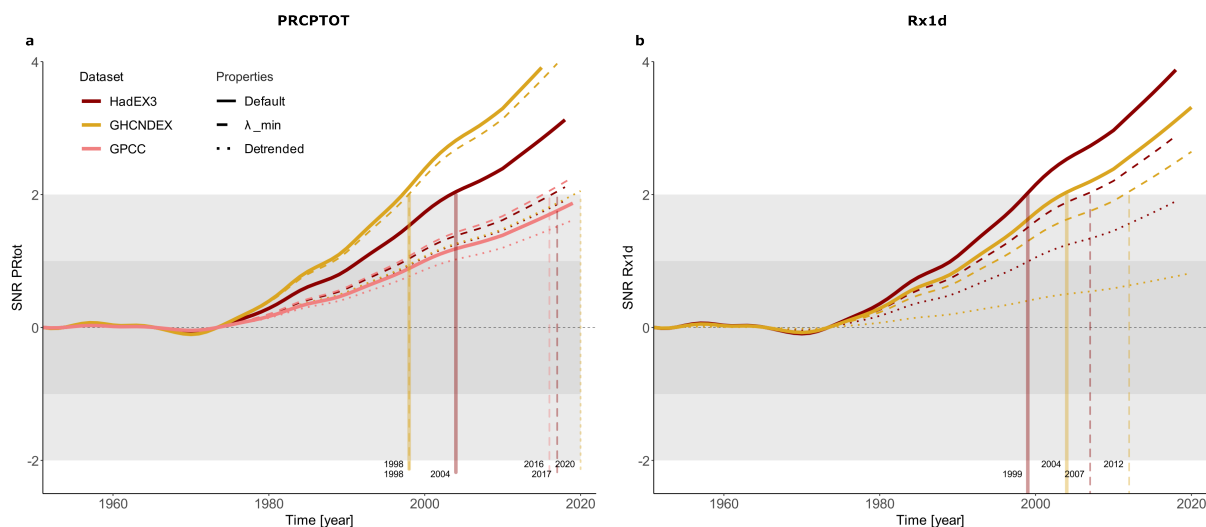 PRCPTOT
Rx1d
a
b
Dataset
Properties
HadEX3
Default
GHCNDEX
λ_min
GPCC
Detrended
SNR PRtot
4
2
0
-2
1998
1998
2004
2016
2017
2020
1960
1980
2000
2020
Time [year]
SNR Rx1d
4
2
0
-2
1999
2004
2007
2012
1960
1980
2000
2020
Time [year]